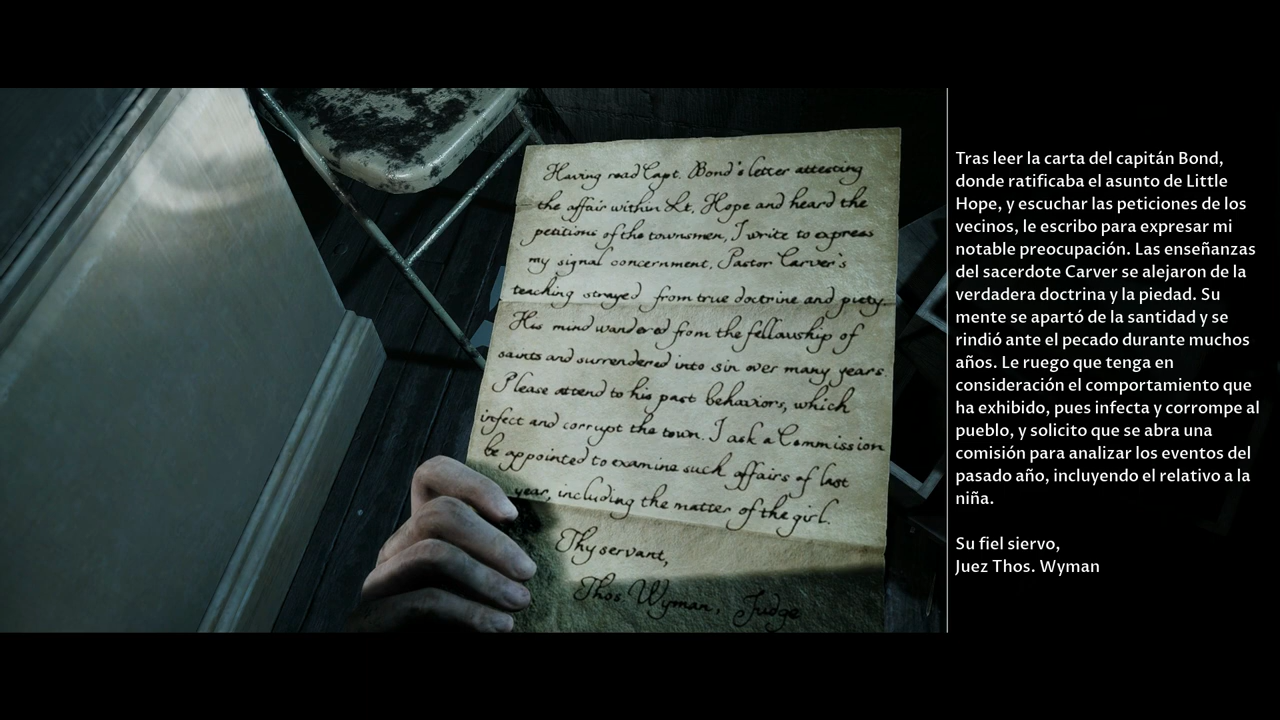 Having read Capt. Bond's letter attesting
the affair within Lt. Hope and heard the
petitions of the townsmen, I write to express
my signal concernment, Pastor Carver's
teaching strayed from true doctrine and piety.
His mind wandered from the fellowship of
saints and surrendered into sin over many years
Please attend to his past behaviors, which
infect and corrupt the town. I ask a Commission
be appointed to examine such affairs of last
year, including the matter of the girl.
Thy servant,
Thos Wyman, Judge
Tras leer la carta del capitán Bond,
donde ratificaba el asunto de Little
Hope, y escuchar las peticiones de los
vecinos, le escribo para expresar mi
notable preocupación. Las enseñanzas
del sacerdote Carver se alejaron de la
verdadera doctrina y la piedad. Su
mente se apartó de la santidad y se
rindió ante el pecado durante muchos
años. Le ruego que tenga en
consideración el comportamiento que
ha exhibido, pues infecta y corrompe al
pueblo, y solicito que se abra una
comisión para analizar los eventos del
pasado año, incluyendo el relativo a la
niña.
Su fiel siervo,
Juez Thos. Wyman